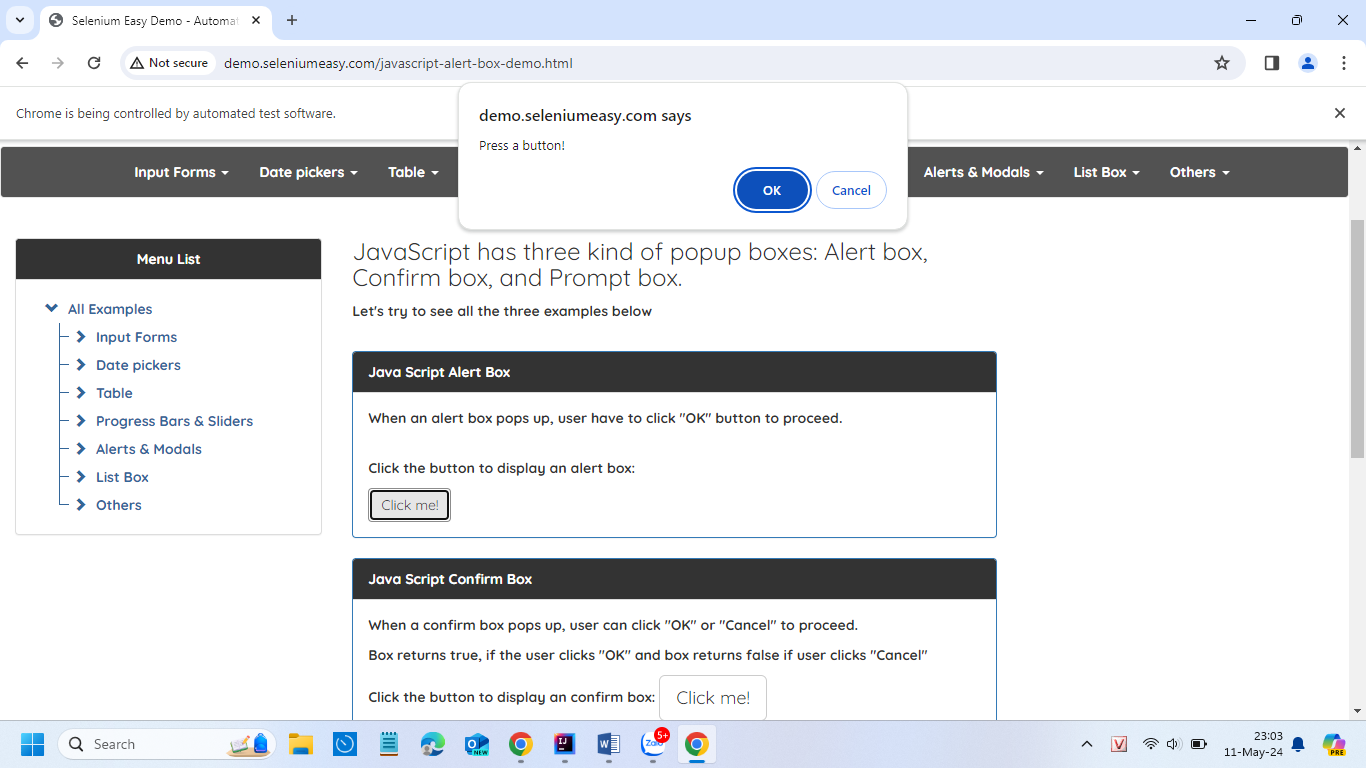 Selenium Easy Demo - Automat
Not secure
demo.seleniumeasy.com/javascript-alert-box-demo.html
Chrome is being controlled by automated test software.
demo.seleniumeasy.com says
Press a button!
OK
Cancel
Input Forms
Date pickers
Table
Alerts & Modals
List Box
Others
Menu List
All Examples
Input Forms
Date pickers
Table
Progress Bars & Sliders
Alerts & Modals
List Box
Others
JavaScript has three kind of popup boxes: Alert box,
Confirm box, and Prompt box.
Let's try to see all the three examples below
Java Script Alert Box
When an alert box pops up, user have to click "OK" button to proceed.
Click the button to display an alert box:
Click me!
Java Script Confirm Box
When a confirm box pops up, user can click "OK" or "Cancel" to proceed.
Box returns true, if the user clicks "OK" and box returns false if user clicks "Cancel"
Click the button to display an confirm box: Click me!
Search
NEW
IJ
W
Zalo
5+
V
23:03
11-May-24
PRE